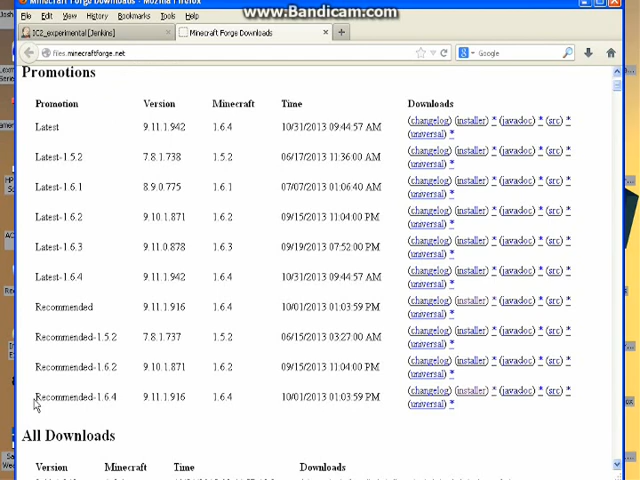 Minecraft Forge Downloads - Mozilla Firefox
www.Bandicam.com
File Edit View History Bookmarks Tools Help
IC2_experimental [Jenkins] Minecraft Forge Downloads
files.minecraftforge.net Google
Promotions
Promotion Version Minecraft Time Downloads
Latest 9.11.1.942 1.6.4 10/31/2013 09:44:57 AM (changelog) (installer) * (javadoc) * (src) *
(universal) *
Latest-1.5.2 7.8.1.738 1.5.2 06/17/2013 11:36:00 AM (changelog) (installer) * (javadoc) * (src) *
(universal) *
Latest-1.6.1 8.9.0.775 1.6.1 07/07/2013 01:06:40 AM (changelog) (installer) * (javadoc) * (src) *
(universal) *
Latest-1.6.2 9.10.1.871 1.6.2 09/15/2013 11:04:00 PM (changelog) (installer) * (javadoc) * (src) *
(universal) *
Latest-1.6.3 9.11.0.878 1.6.3 09/19/2013 07:52:00 PM (changelog) (installer) * (javadoc) * (src) *
(universal) *
Latest-1.6.4 9.11.1.942 1.6.4 10/31/2013 09:44:57 AM (changelog) (installer) * (javadoc) * (src) *
(universal) *
Recommended 9.11.1.916 1.6.4 10/01/2013 01:03:59 PM (changelog) (installer) * (javadoc) * (src) *
(universal) *
Recommended-1.5.2 7.8.1.737 1.5.2 06/15/2013 03:27:00 AM (changelog) (installer) * (javadoc) * (src) *
(universal) *
Recommended-1.6.2 9.10.1.871 1.6.2 09/15/2013 11:04:00 PM (changelog) (installer) * (javadoc) * (src) *
(universal) *
Recommended-1.6.4 9.11.1.916 1.6.4 10/01/2013 01:03:59 PM (changelog) (installer) * (javadoc) * (src) *
(universal) *
All Downloads
Version Minecraft Time Downloads